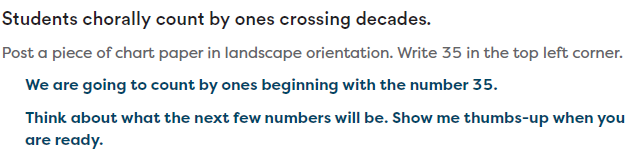 Students chorally count by ones crossing decades.
Post a piece of chart paper in landscape orientation. Write 35 in the top left corner.
We are going to count by ones beginning with the number 35.
Think about what the next few numbers will be. Show me thumbs-up when you
are ready.